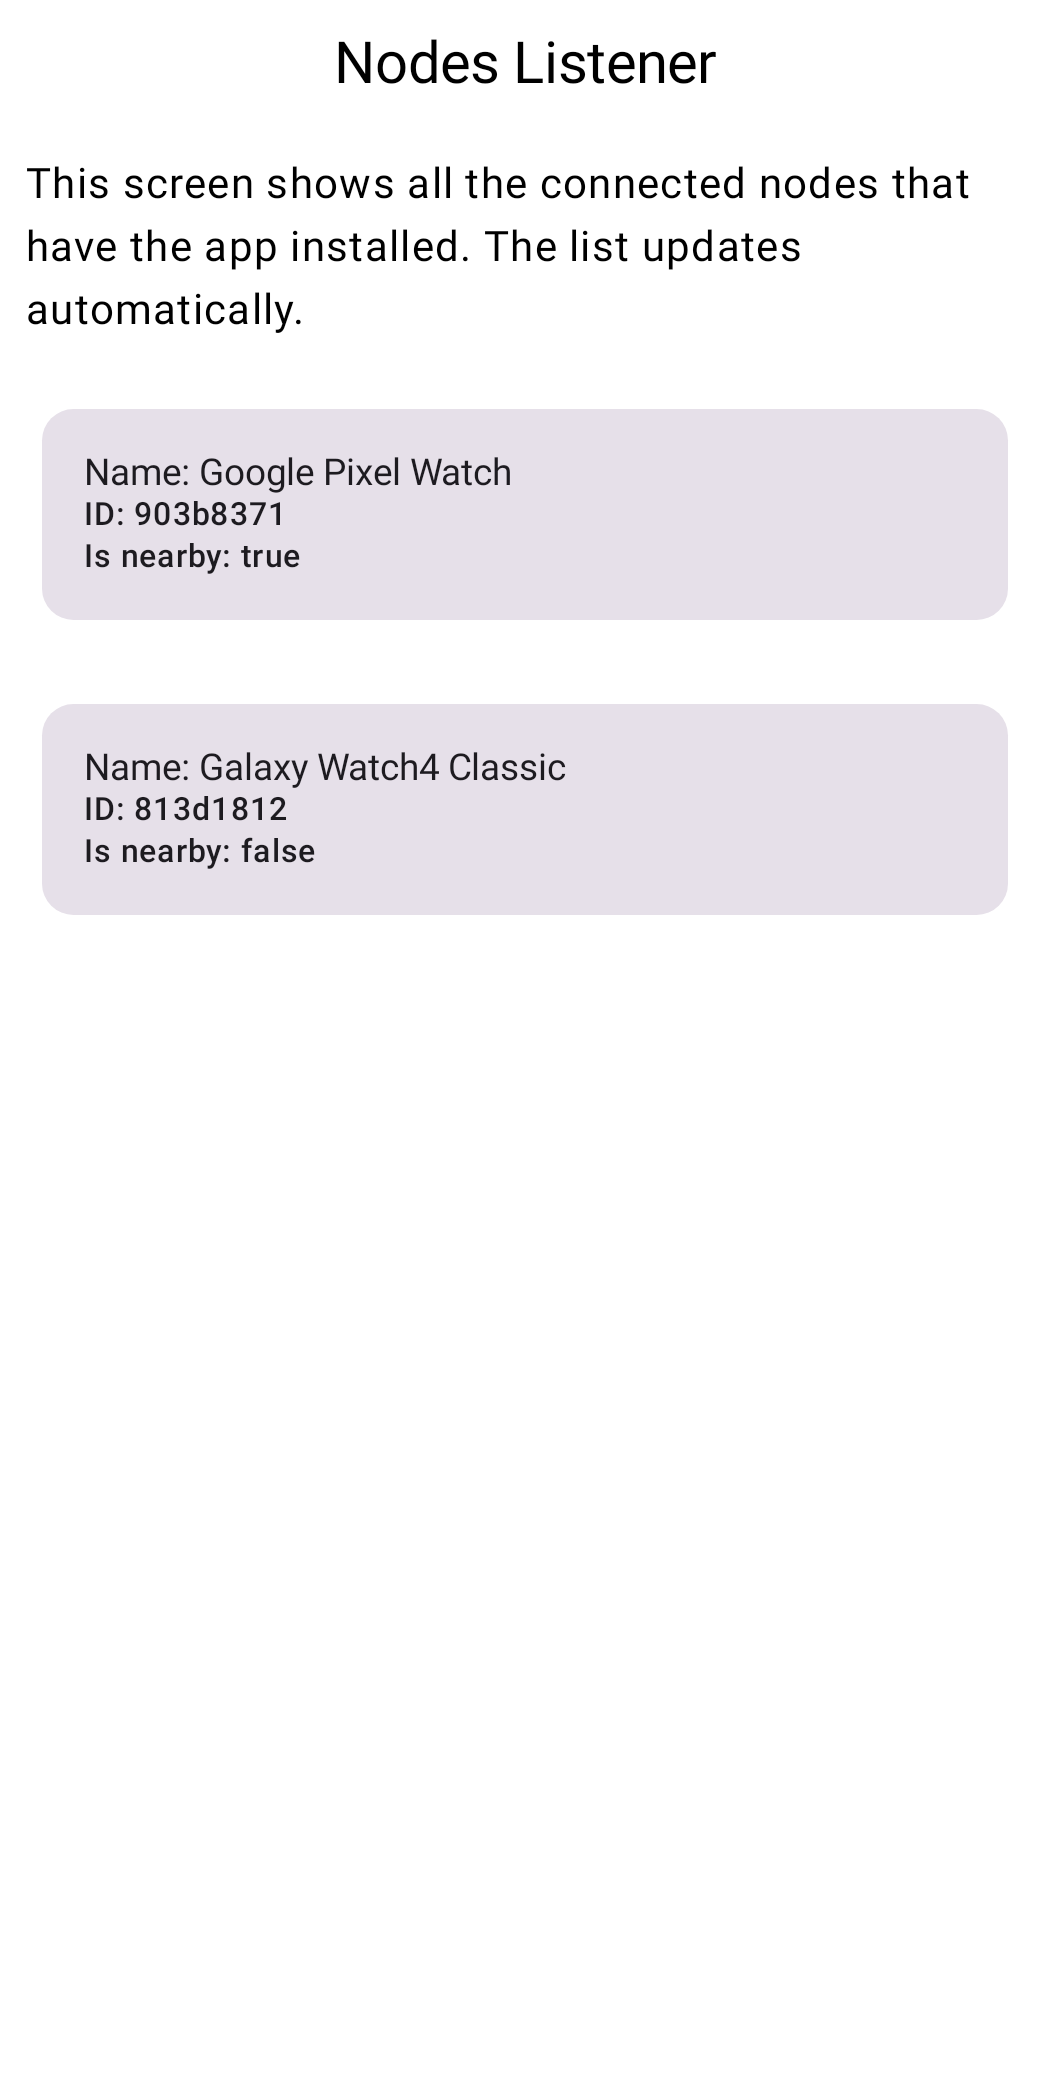 Nodes Listener
This screen shows all the connected nodes that
have the app installed. The list updates
automatically.
Name: Google Pixel Watch
ID: 903b8371
Is nearby: true
Name: Galaxy Watch4 Classic
ID: 813d1812
Is nearby: false